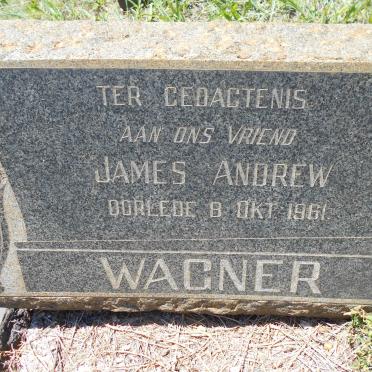 TER GEDAGTENIS
AAN ONS VRIEND
JAMES ANDREW
OORLEDE 8 OKT 1961
WAGNER